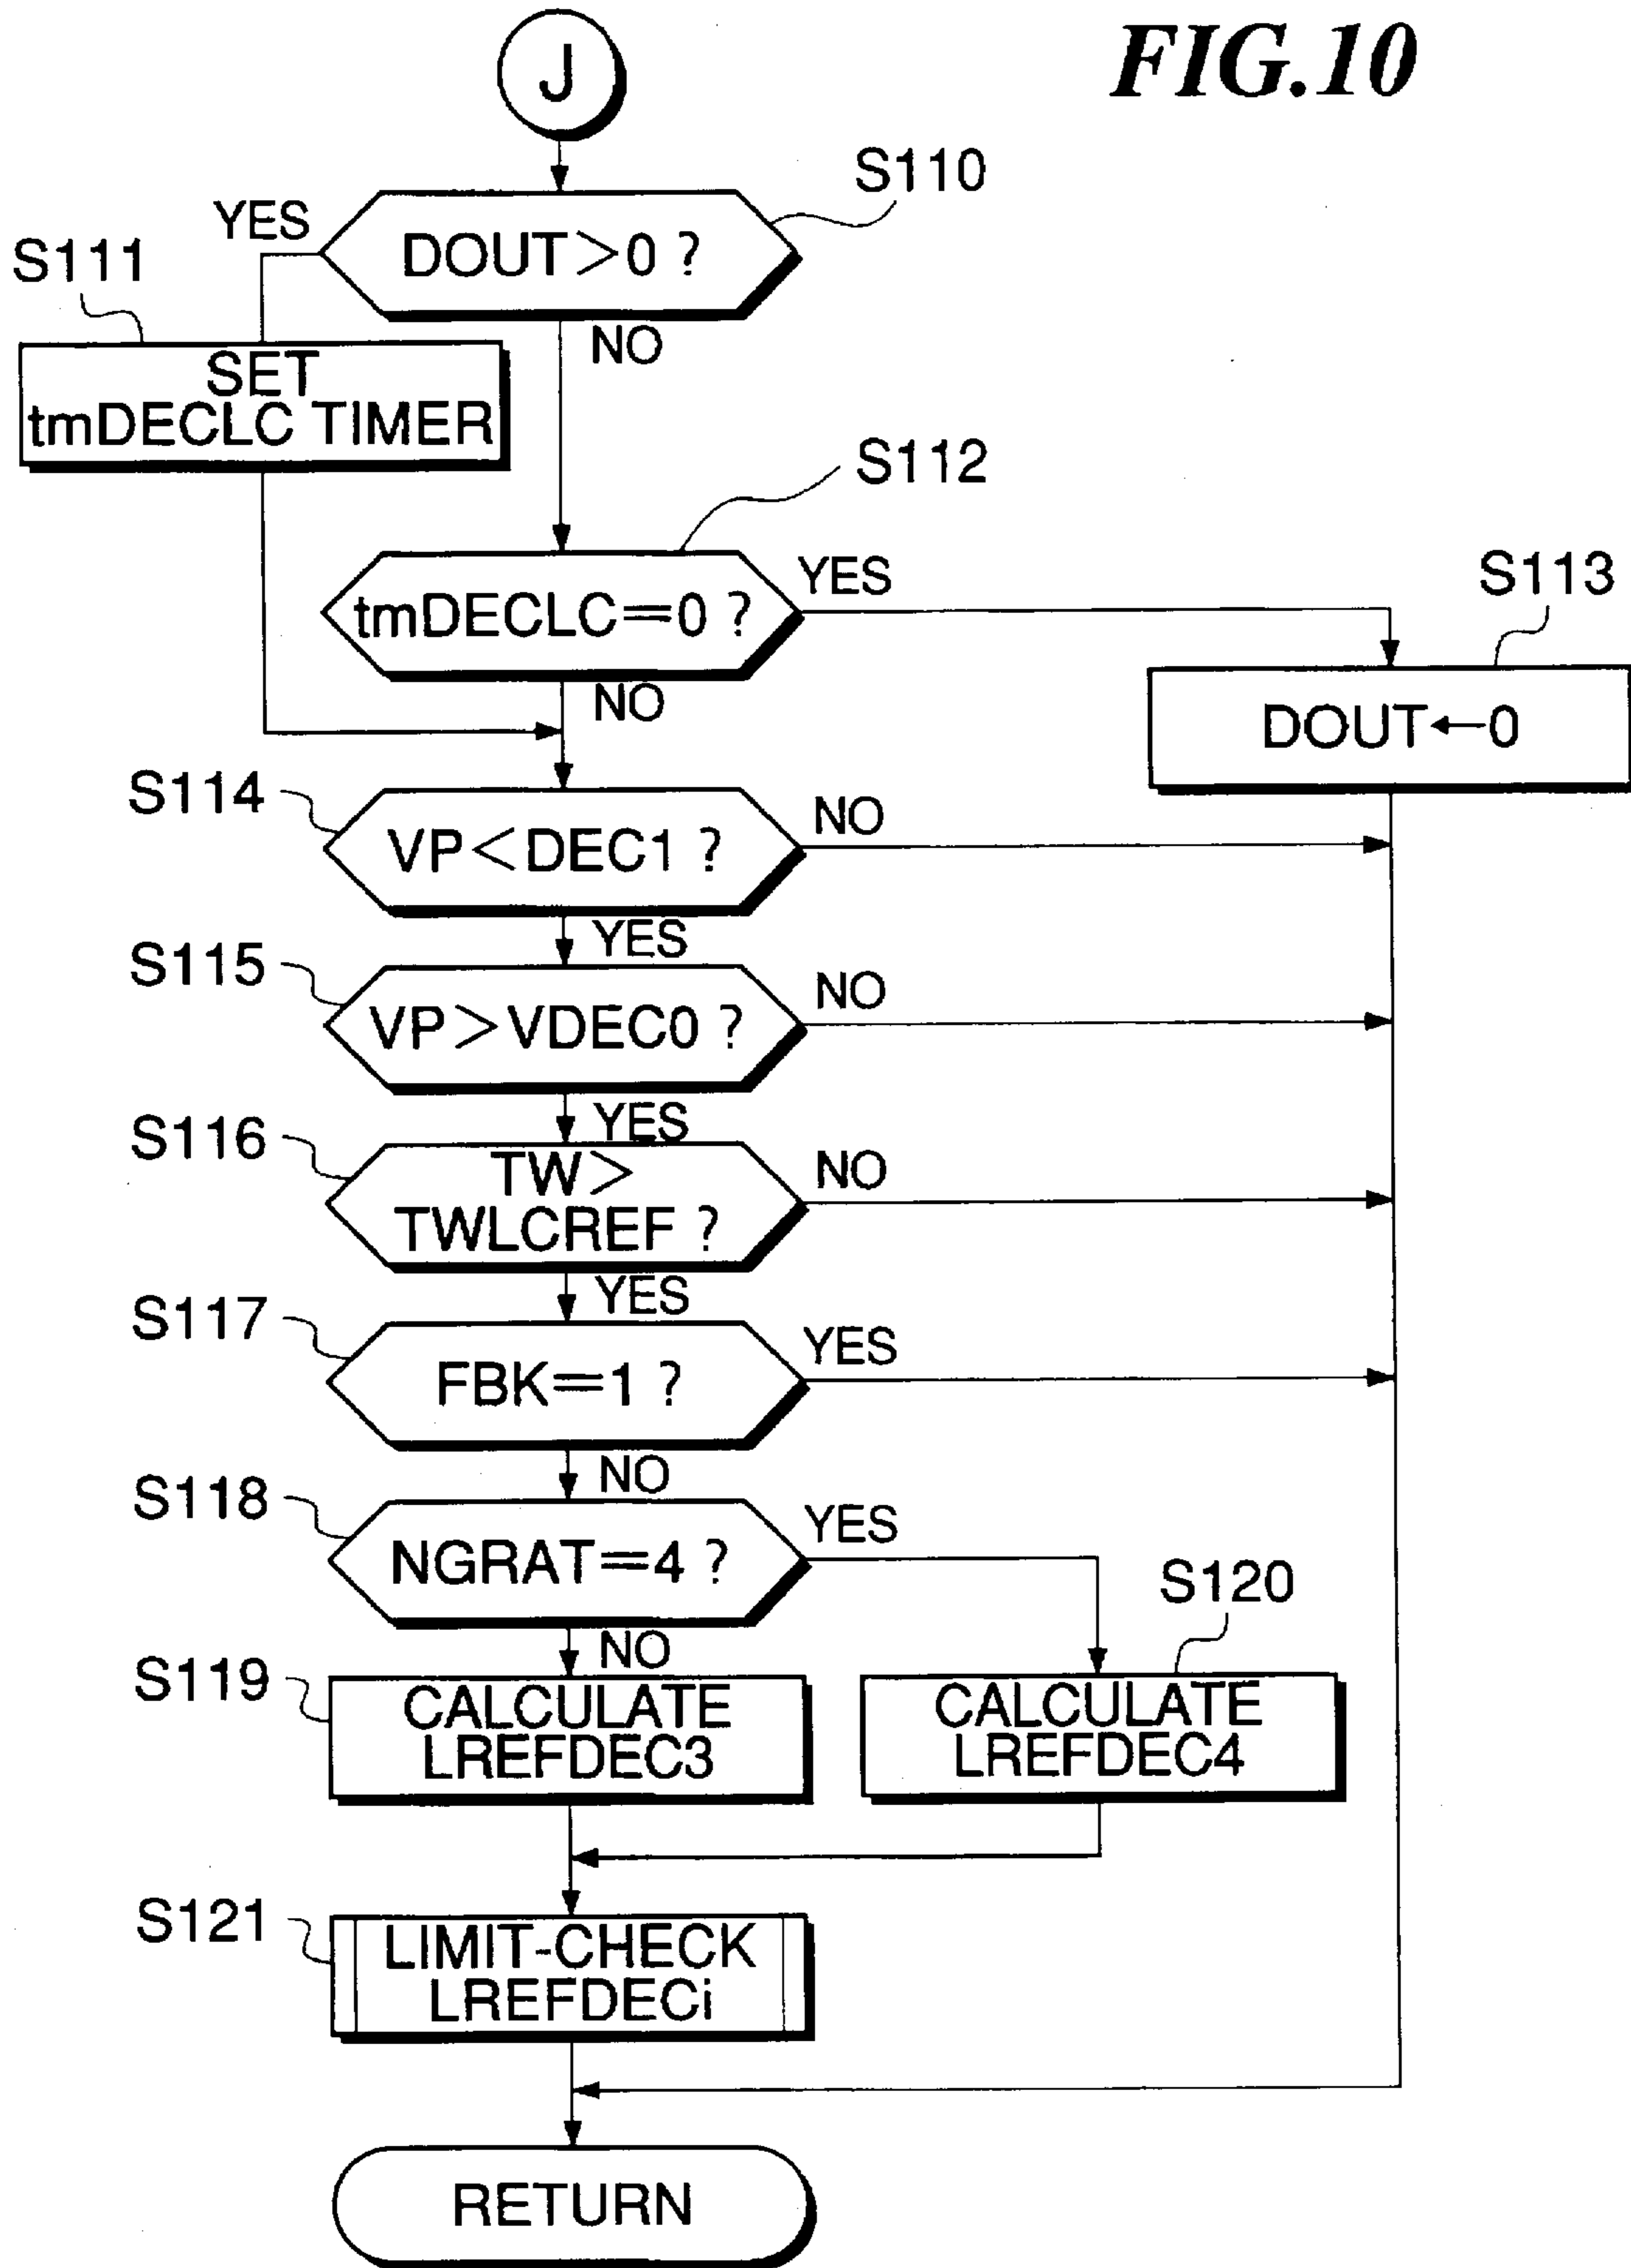 FIG.10
J
S110
YES
DOUT>0 ?
S111
NO
SET
tmDECLC TIMER
S112
YES
S113
tmDECLC=0 ?
NO
DOUT←0
S114
NO
VP<DEC1 ?
YES
S115
NO
VP>VDEC0 ?
YES
S116
TW>
NO
TWLCREF ?
YES
S117
YES
FBK=1 ?
NO
S118
YES
NGRAT=4 ?
S120
NO
S119
CALCULATE
LREFDEC3
CALCULATE
LREFDEC4
S121
LIMIT-CHECK
LREFDECi
RETURN